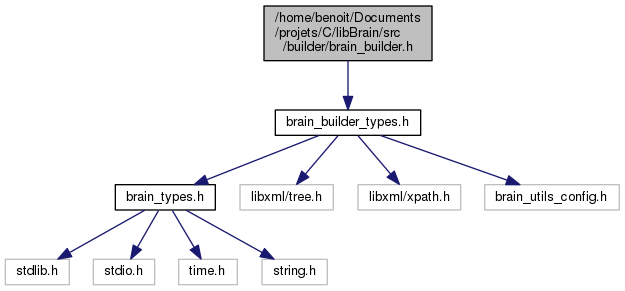 /home/benoit/Documents
/projets/C/libBrain/src
/builder/brain_builder.h
brain_builder_types.h
brain_types.h
libxml/tree.h
libxml/xpath.h
brain_utils_config.h
stdlib.h
stdio.h
time.h
string.h